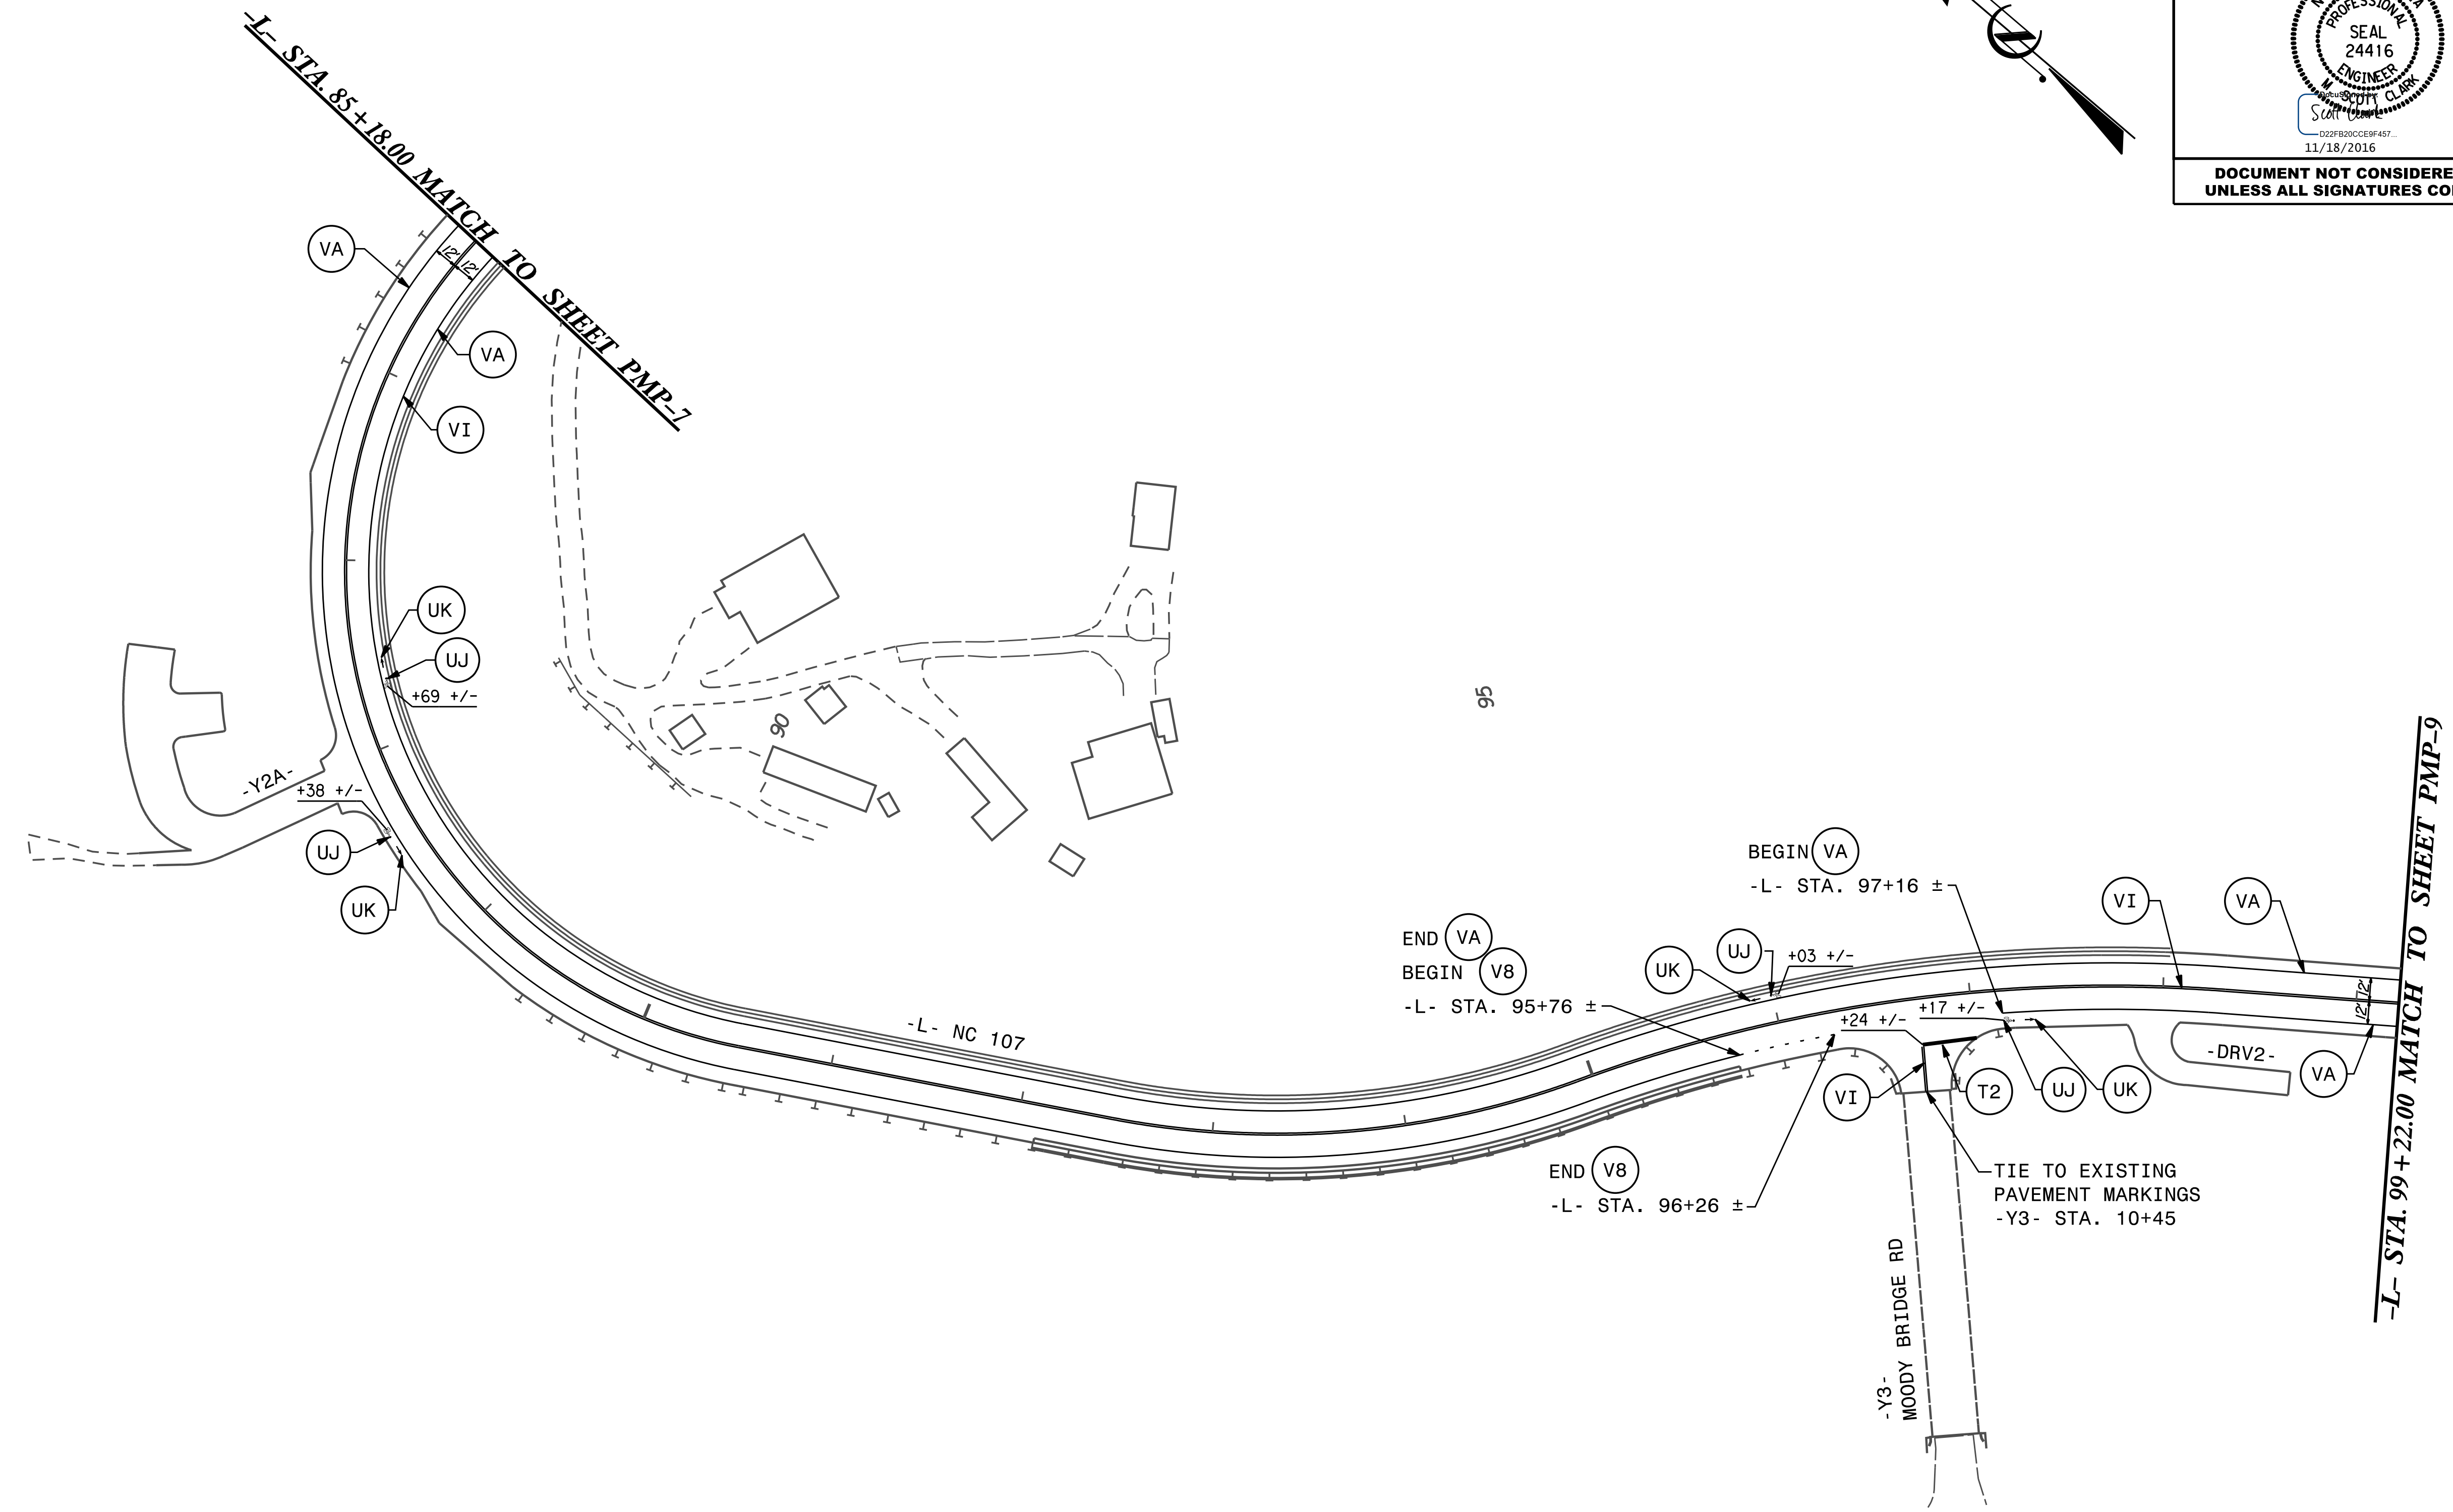 -L- STA. 85+18.00 MATCH TO SHEET PMP-7
PROFESSIONAL
SEAL
24416
ENGINEER
M. SCOTT CLARK
DocuSigned by:
Scott Clark
D22FB20CCE9F457...
11/18/2016
DOCUMENT NOT CONSIDERE
UNLESS ALL SIGNATURES CO
VA
12'
12'
VA
VI
UK
UJ
+69 +/-
-Y2A-
+38 +/-
UJ
UK
90
95
-L- NC 107
BEGIN VA
-L- STA. 97+16 ±
END VA
BEGIN V8
-L- STA. 95+76 ±
UK
UJ
+03 +/-
VI
VA
+24 +/-
+17 +/-
12'
12'
-DRV2-
VI
T2
UJ
UK
VA
END V8
-L- STA. 96+26 ±
TIE TO EXISTING
PAVEMENT MARKINGS
-Y3- STA. 10+45
-Y3-
MOODY BRIDGE RD
-L- STA. 99+22.00 MATCH TO SHEET PMP-9